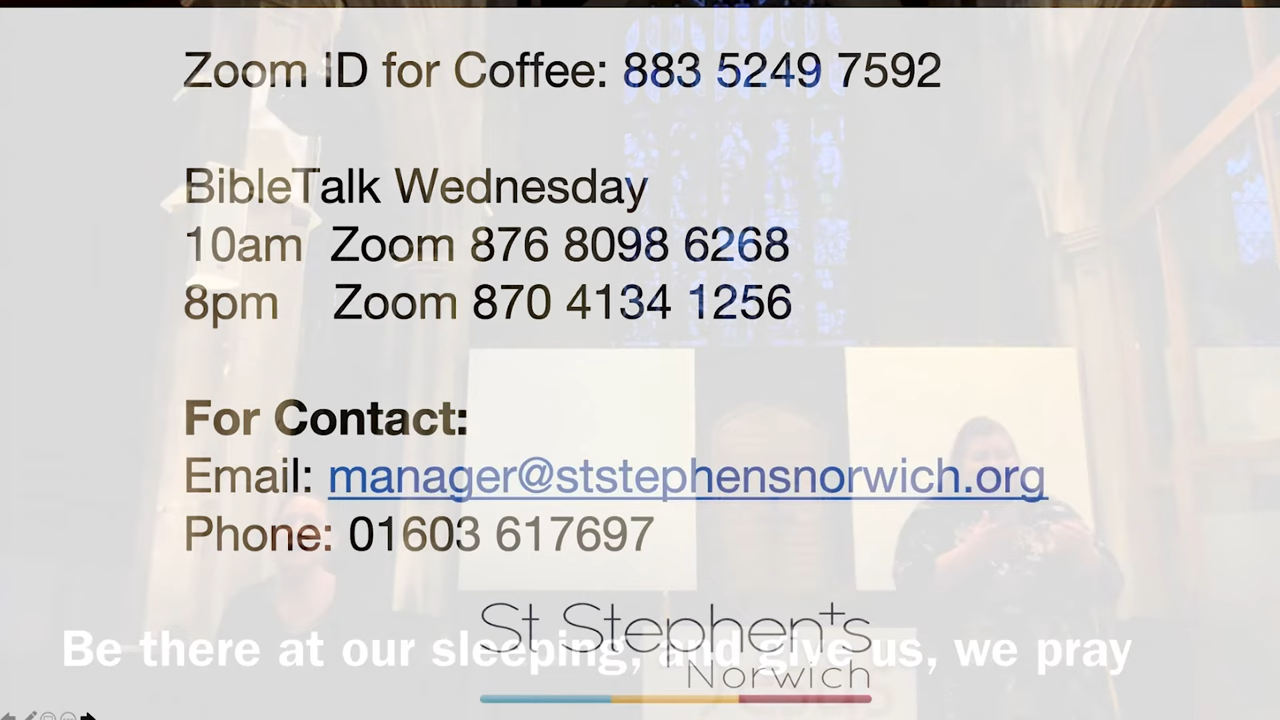 Zoom ID for Coffee: 883 5249 7592
BibleTalk Wednesday
10am Zoom 876 8098 6268
8pm Zoom 870 4134 1256
For Contact:
Email: manager@ststephensnorwich.org
Phone: 01603 617697
St Stephen's
Be there at our sleeping, and give us, we pray
Norwich